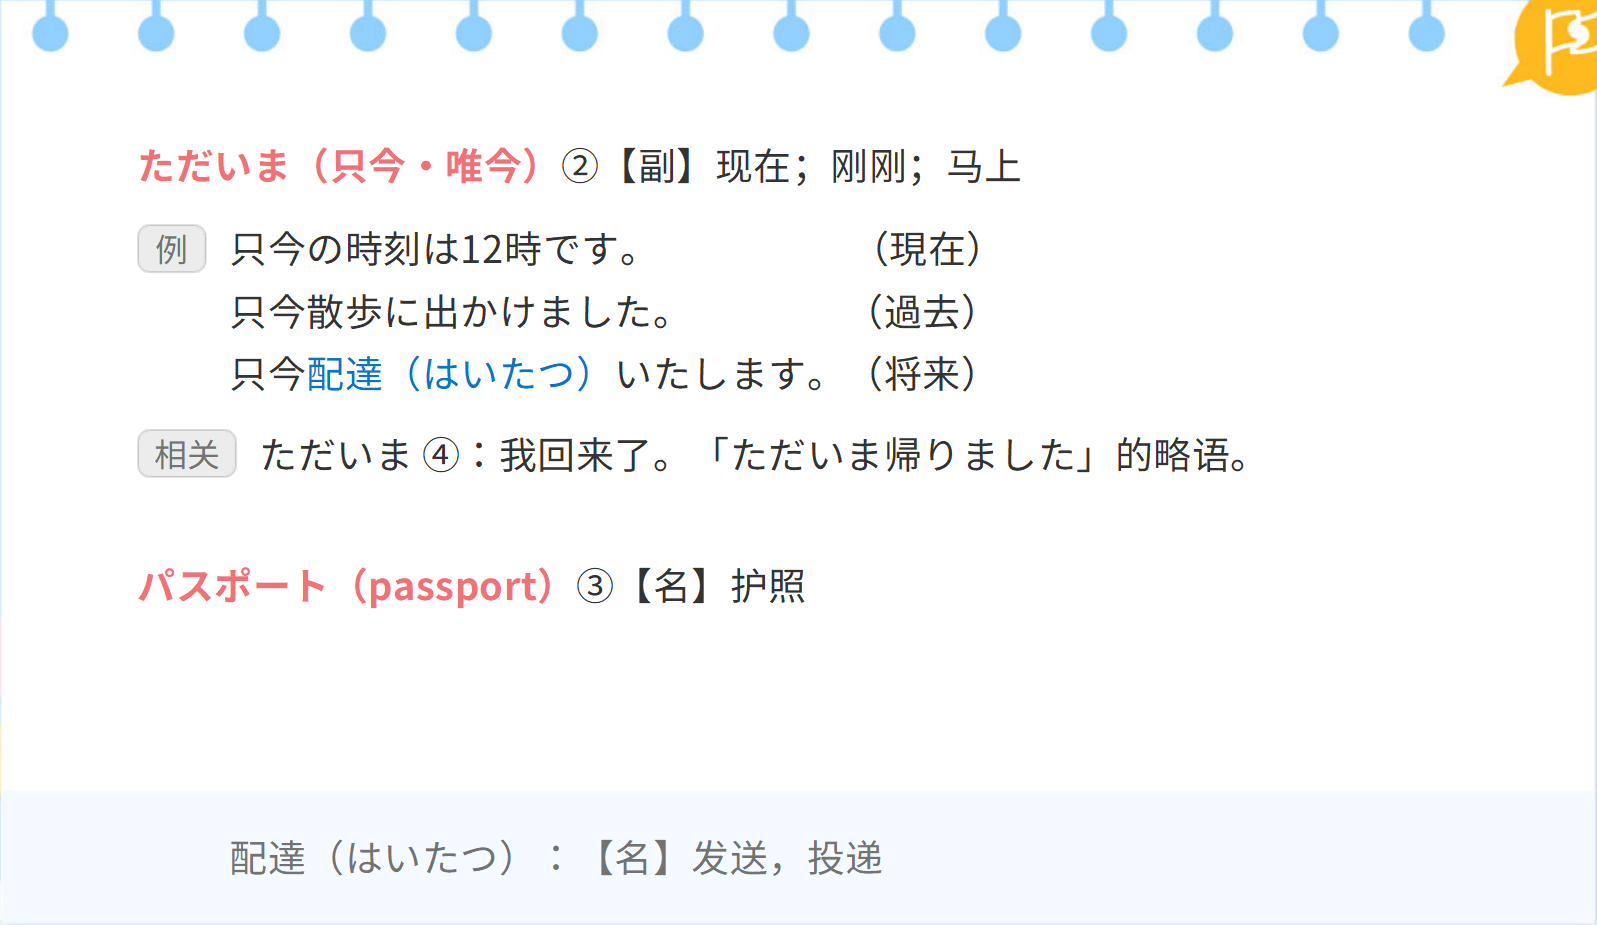 ただいま（只今・唯今）②【副】现在；刚刚；马上
例 只今の時刻は12時です。 （現在）
只今散歩に出かけました。 （過去）
只今配達（はいたつ）いたします。（将来）
相关 ただいま ④：我回来了。「ただいま帰りました」的略语。
パスポート（passport）③【名】护照
配達（はいたつ）：【名】发送，投递